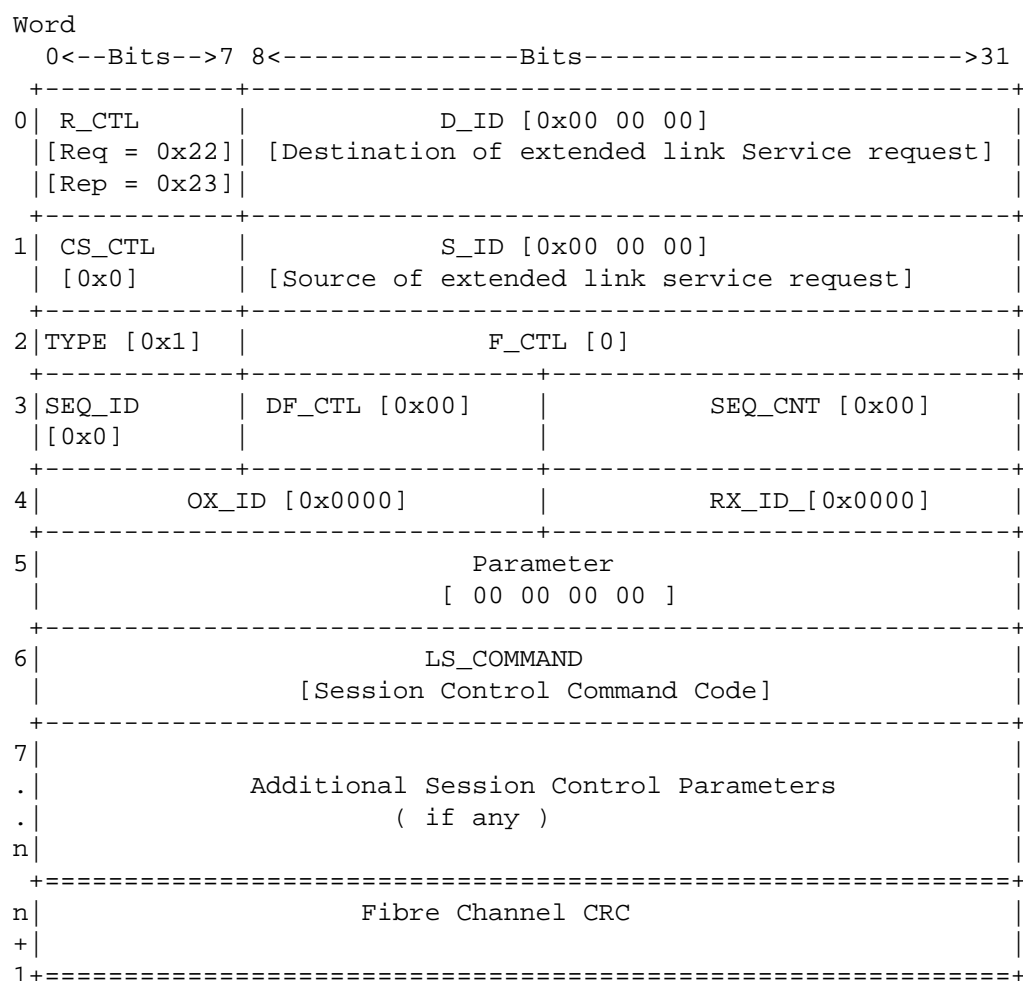 Word
  0<--Bits-->7 8<---------------Bits------------------------>31
 +------------+------------------------------------------------+
0| R_CTL      |            D_ID [0x00 00 00]                   |
 |[Req = 0x22]| [Destination of extended link Service request] |
 |[Rep = 0x23]|                                                |
 +------------+------------------------------------------------+
1| CS_CTL     |            S_ID [0x00 00 00]                   |
 | [0x0]      | [Source of extended link service request]      |
 +------------+------------------------------------------------+
2|TYPE [0x1]  |               F_CTL [0]                        |
 +------------+------------------+-----------------------------+
3|SEQ_ID      | DF_CTL [0x00]    |          SEQ_CNT [0x00]     |
 |[0x0]       |                  |                             |
 +------------+------------------+-----------------------------+
4|         OX_ID [0x0000]        |          RX_ID_[0x0000]     |
 +-------------------------------+-----------------------------+
5|                           Parameter                         |
 |                         [ 00 00 00 00 ]                     |
 +-------------------------------------------------------------+
6|                        LS_COMMAND                           |
 |                [Session Control Command Code]               |
 +-------------------------------------------------------------+
7|                                                             |
.|             Additional Session Control Parameters           |
.|                      ( if any )                             |
n|                                                             |
 +=============================================================+
n|                    Fibre Channel CRC                        |
+|                                                             |
1+=============================================================+